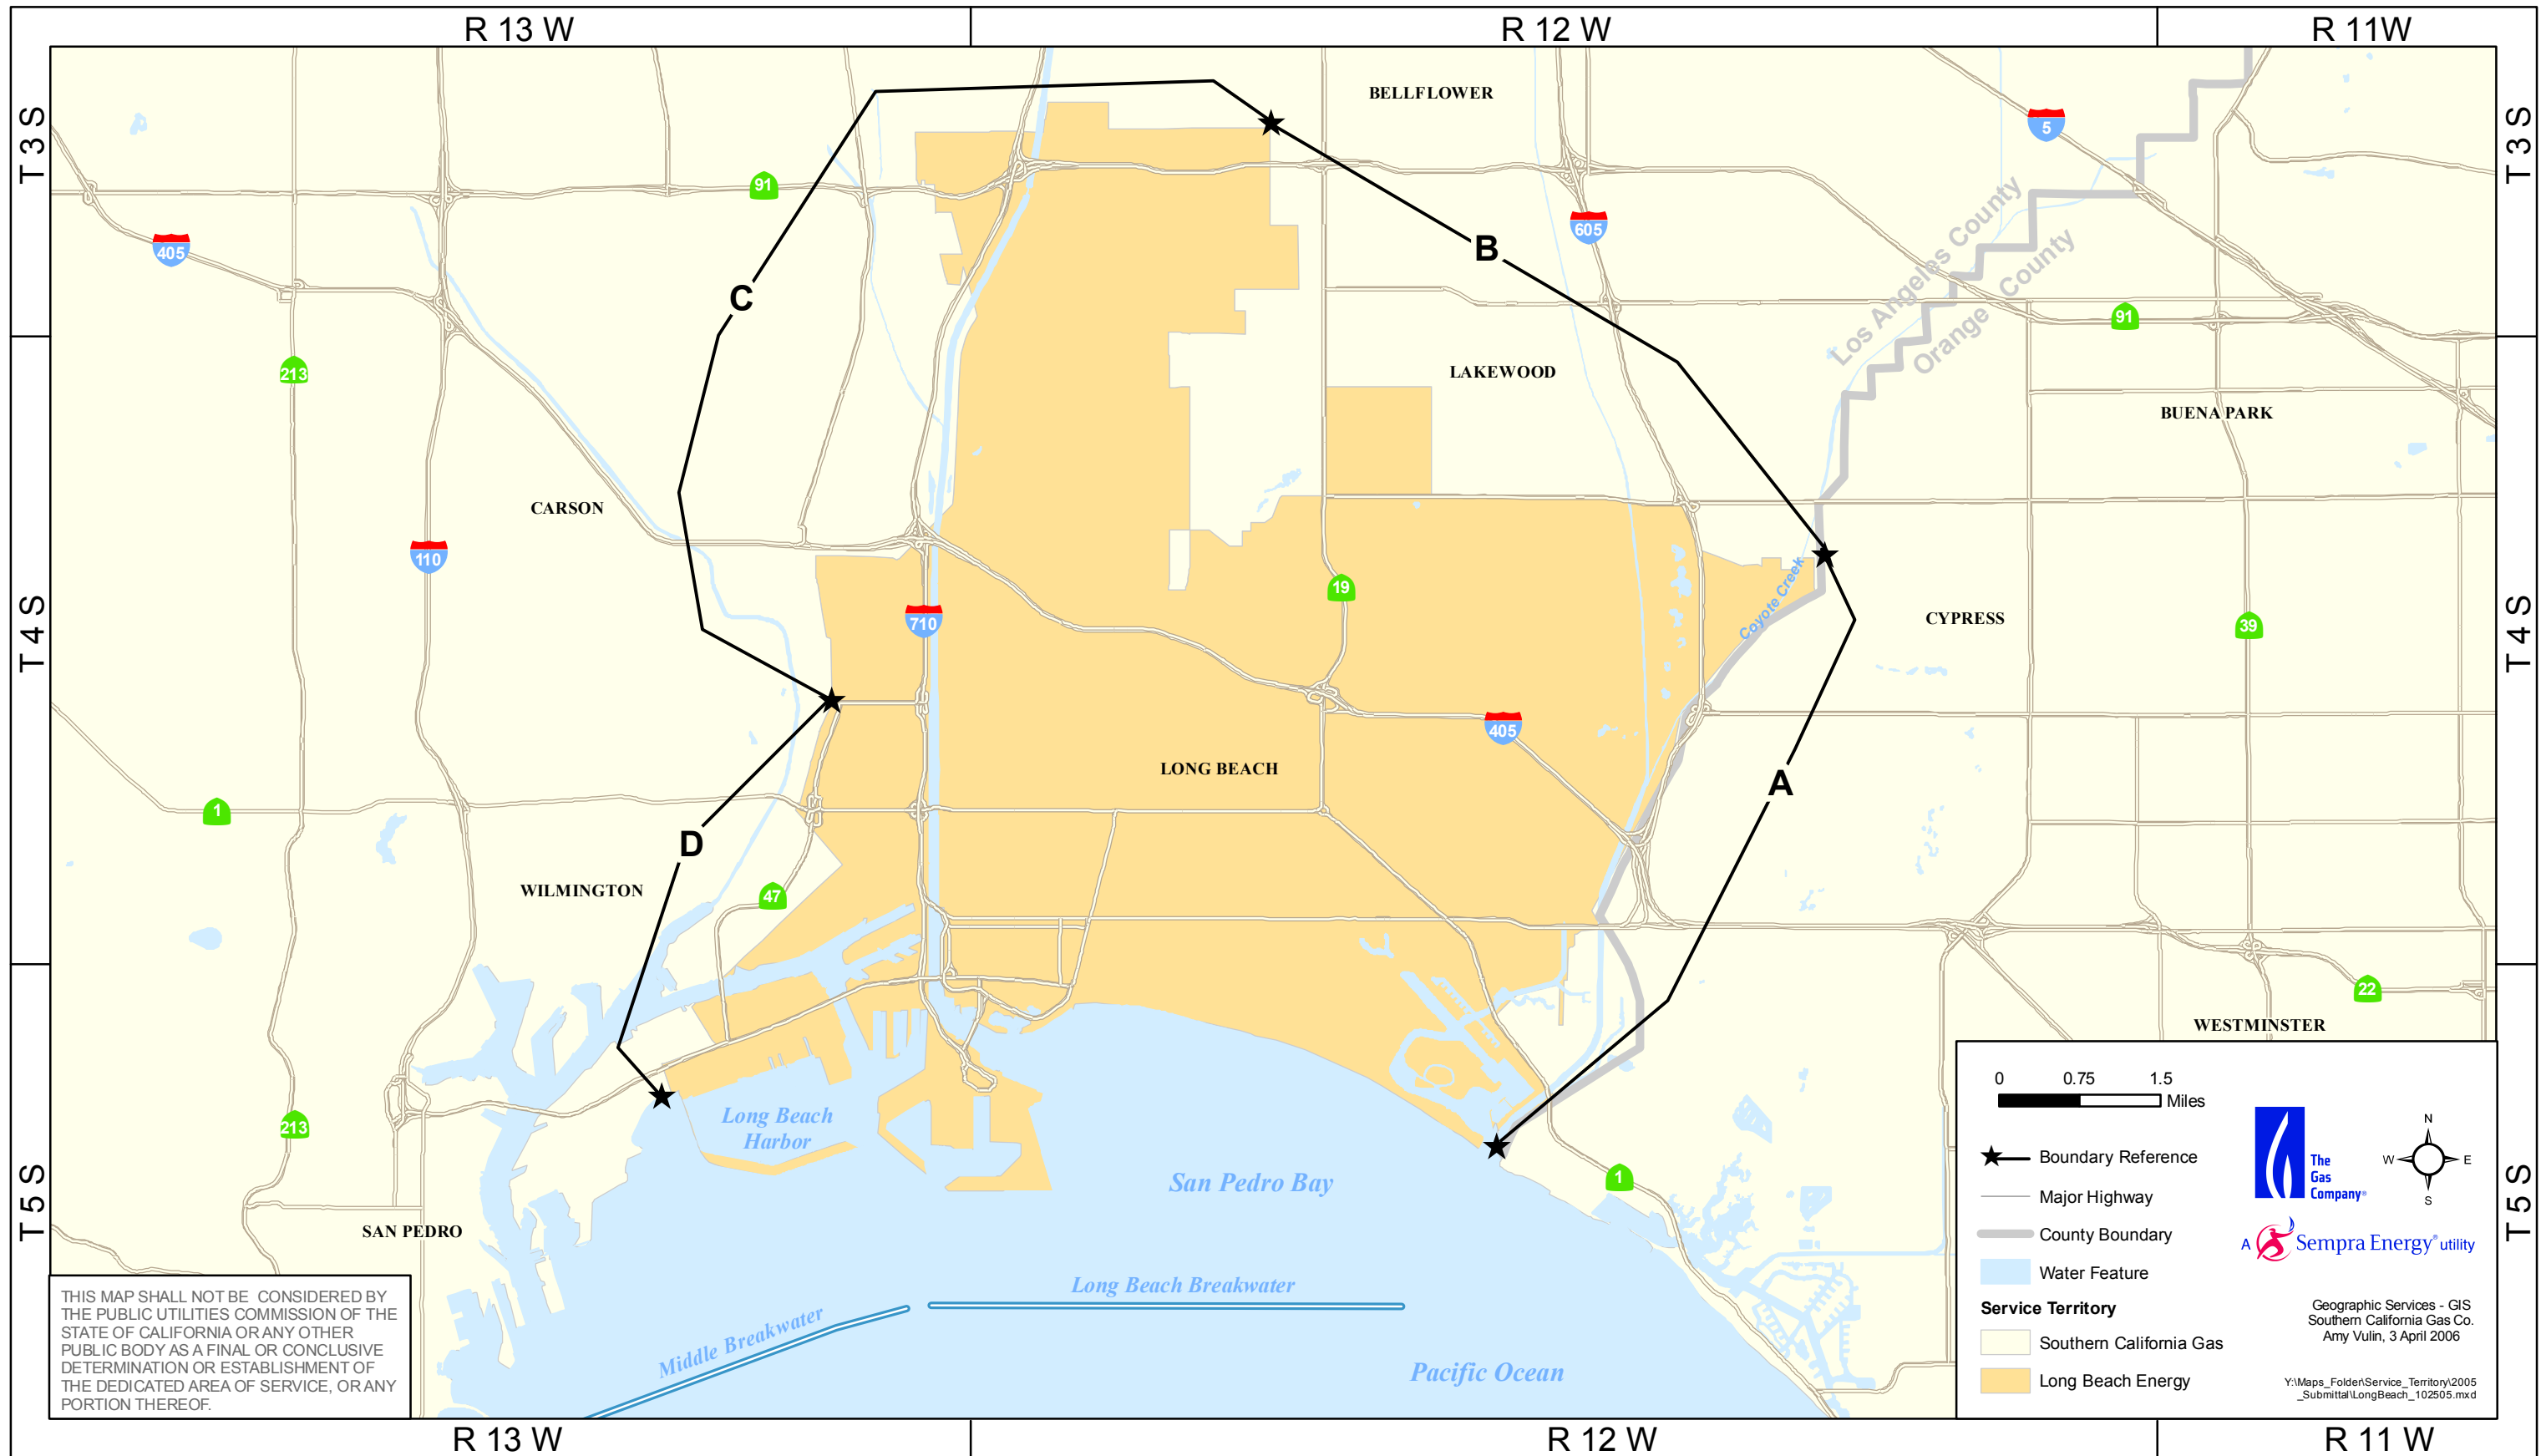 R 13 W
R 12 W
R 11W
T 3 S
T 3 S
BELLFLOWER
5
91
405
605
B
C
Los Angeles County
Orange County
91
213
LAKEWOOD
BUENA PARK
CARSON
110
19
710
Coyote Creek
CYPRESS
39
T 4 S
T 4 S
405
LONG BEACH
A
1
D
WILMINGTON
47
22
WESTMINSTER
213
Long Beach
Harbor
San Pedro Bay
1
T 5 S
T 5 S
SAN PEDRO
Long Beach Breakwater
Middle Breakwater
Pacific Ocean
THIS MAP SHALL NOT BE CONSIDERED BY
THE PUBLIC UTILITIES COMMISSION OF THE
STATE OF CALIFORNIA OR ANY OTHER
PUBLIC BODY AS A FINAL OR CONCLUSIVE
DETERMINATION OR ESTABLISHMENT OF
THE DEDICATED AREA OF SERVICE, OR ANY
PORTION THEREOF.
0 0.75 1.5
Miles
Boundary Reference
Major Highway
County Boundary
Water Feature
Service Territory
Southern California Gas
Long Beach Energy
The
Gas
Company®
N
W E
S
A Sempra Energy® utility
Geographic Services - GIS
Southern California Gas Co.
Amy Vulin, 3 April 2006
Y:\Maps_Folder\Service_Territory\2005
_Submittal\LongBeach_102505.mxd
R 13 W
R 12 W
R 11 W